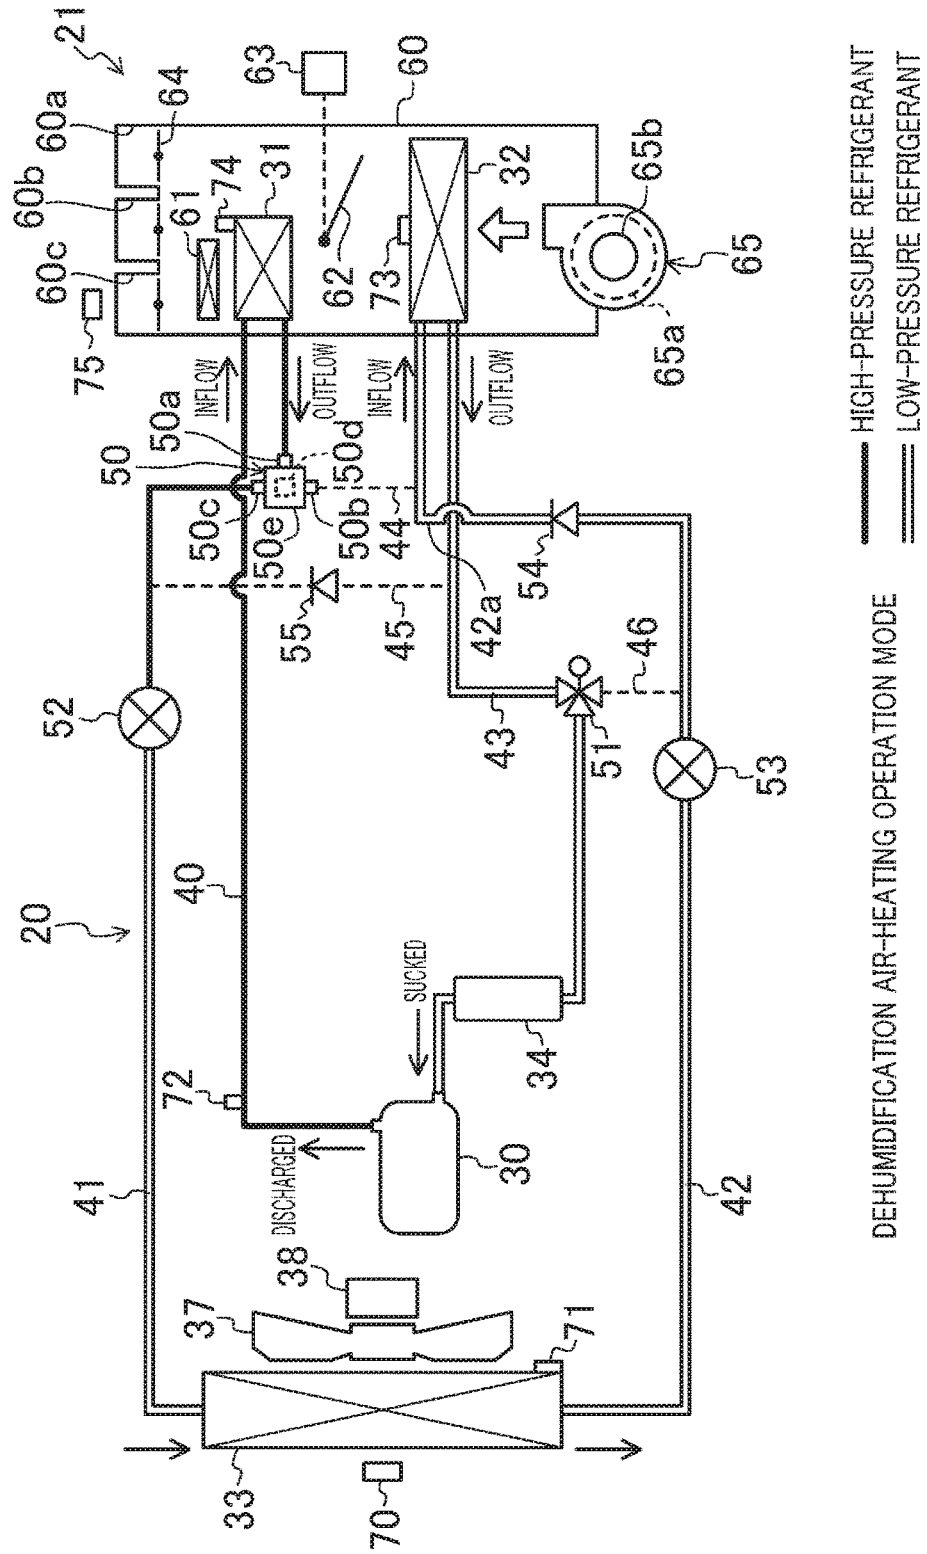 21
20
60a
60b
60c
64
63
60
61
74
31
75
62
73
32
65b
65
65a
INFLOW
OUTFLOW
INFLOW
OUTFLOW
50
50a
50c
50d
50e
50b
44
42a
54
55
45
46
43
51
52
53
40
41
42
72
SUCKED
34
DISCHARGED
30
38
37
71
33
70
HIGH-PRESSURE REFRIGERANT
LOW-PRESSURE REFRIGERANT
DEHUMIDIFICATION AIR-HEATING OPERATION MODE